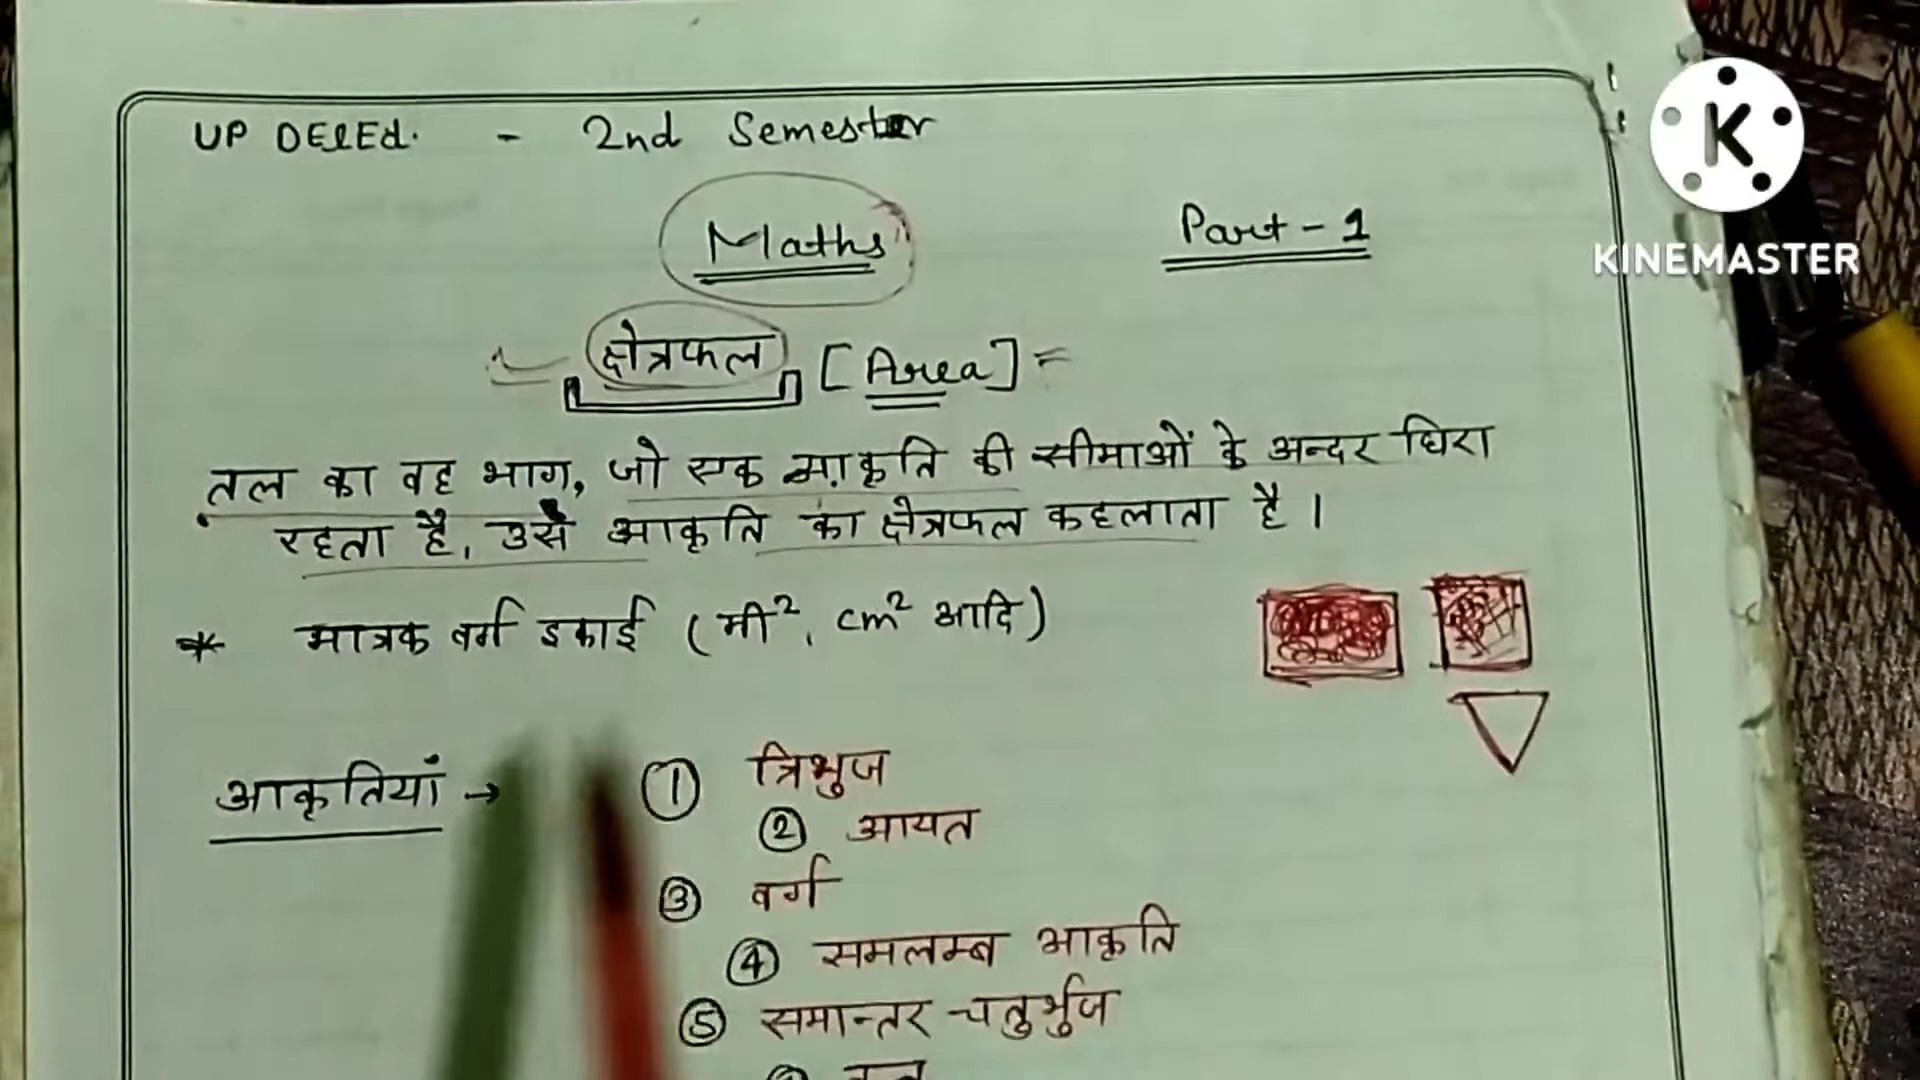 UP DELED. - 2nd Semester
Maths
Part - 1
क्षेत्रफल [Area] =
तल का वह भाग, जो एक आकृति की सीमाओं के अन्दर घिरा
रहता है, उसे आकृति का क्षेत्रफल कहलाता है।
* मात्रक वर्ग इकाई (मी², cm² आदि)
आकृतियां → ① त्रिभुज
② आयत
③ वर्ग
④ समलम्ब आकृति
⑤ समान्तर चतुर्भुज
K
KINEMASTER